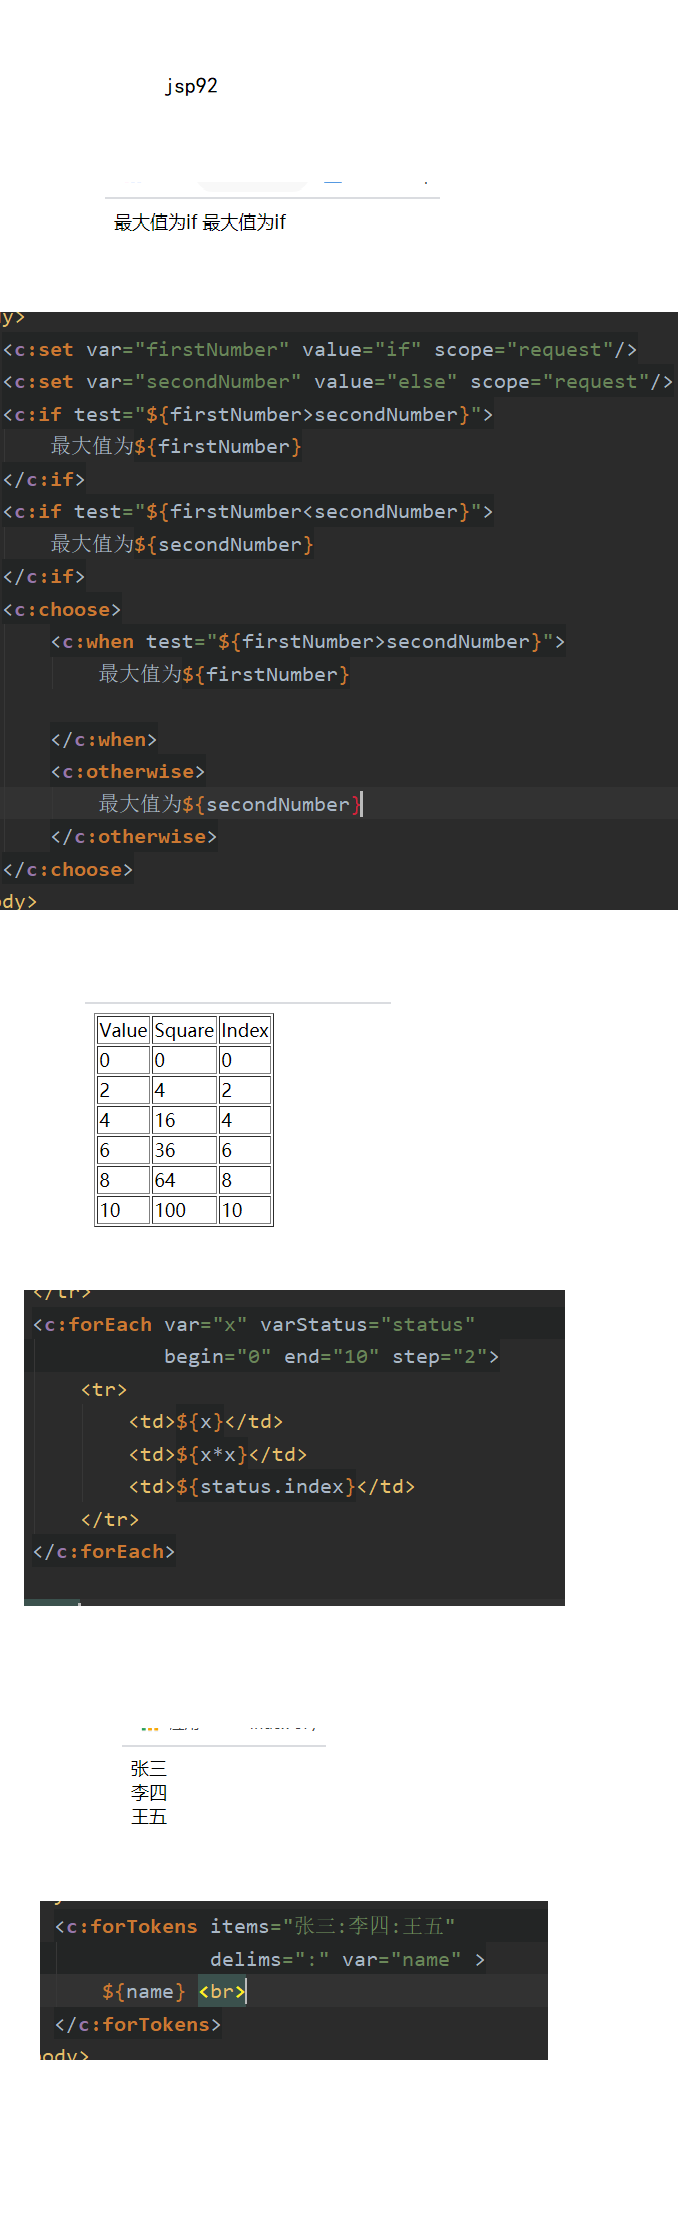 jsp92
最大值为if 最大值为if
dy>
<c:set var="firstNumber" value="if" scope="request"/>
<c:set var="secondNumber" value="else" scope="request"/>
<c:if test="${firstNumber>secondNumber}">
最大值为${firstNumber}
</c:if>
<c:if test="${firstNumber<secondNumber}">
最大值为${secondNumber}
</c:if>
<c:choose>
<c:when test="${firstNumber>secondNumber}">
最大值为${firstNumber}
</c:when>
<c:otherwise>
最大值为${secondNumber}
</c:otherwise>
</c:choose>
ody>
Value Square Index
0 0 0
2 4 2
4 16 4
6 36 6
8 64 8
10 100 10
</tr>
<c:forEach var="x" varStatus="status"
begin="0" end="10" step="2">
<tr>
<td>${x}</td>
<td>${x*x}</td>
<td>${status.index}</td>
</tr>
</c:forEach>
张三
李四
王五
<c:forTokens items="张三:李四:王五"
delims=":" var="name" >
${name} <br>
</c:forTokens>
body>